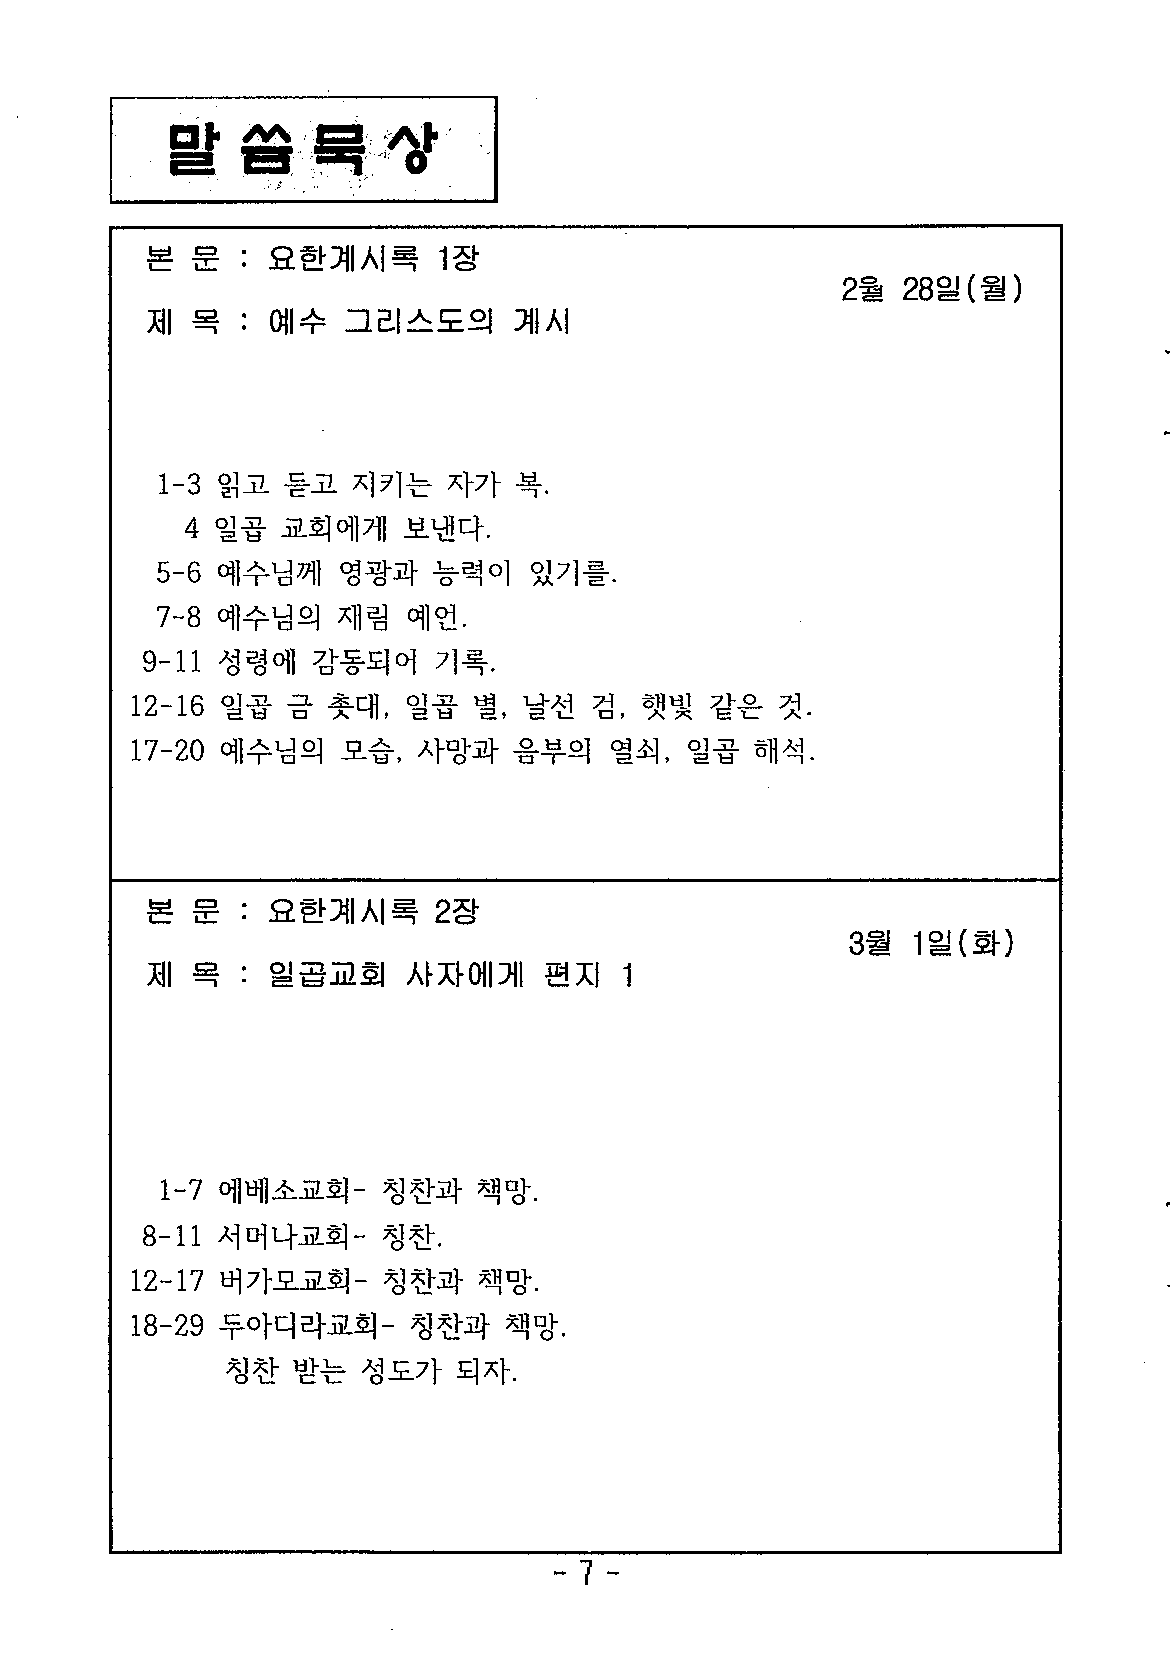 말씀묵상
본 문 : 요한계시록 1장
2월 28일(월)
제 목 : 예수 그리스도의 계시
1-3 읽고 듣고 지키는 자가 복.
4 일곱 교회에게 보낸다.
5-6 예수님께 영광과 능력이 있기를.
7-8 예수님의 재림 예언.
9-11 성령에 감동되어 기록.
12-16 일곱 금 촛대, 일곱 별, 날선 검, 햇빛 같은 것.
17-20 예수님의 모습, 사망과 음부의 열쇠, 일곱 해석.
본 문 : 요한계시록 2장
3월 1일(화)
제 목 : 일곱교회 사자에게 편지 1
1-7 에베소교회- 칭찬과 책망.
8-11 서머나교회- 칭찬.
12-17 버가모교회- 칭찬과 책망.
18-29 두아디라교회- 칭찬과 책망.
칭찬 받는 성도가 되자.
- 7 -